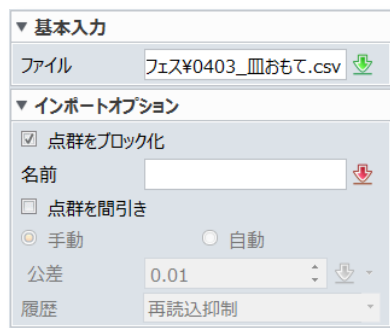 基本入力
ファイル フェス¥0403_皿おもて.csv
インポートオプション
点群をブロック化
名前
点群を間引き
手動 自動
公差 0.01
履歴 再読込抑制